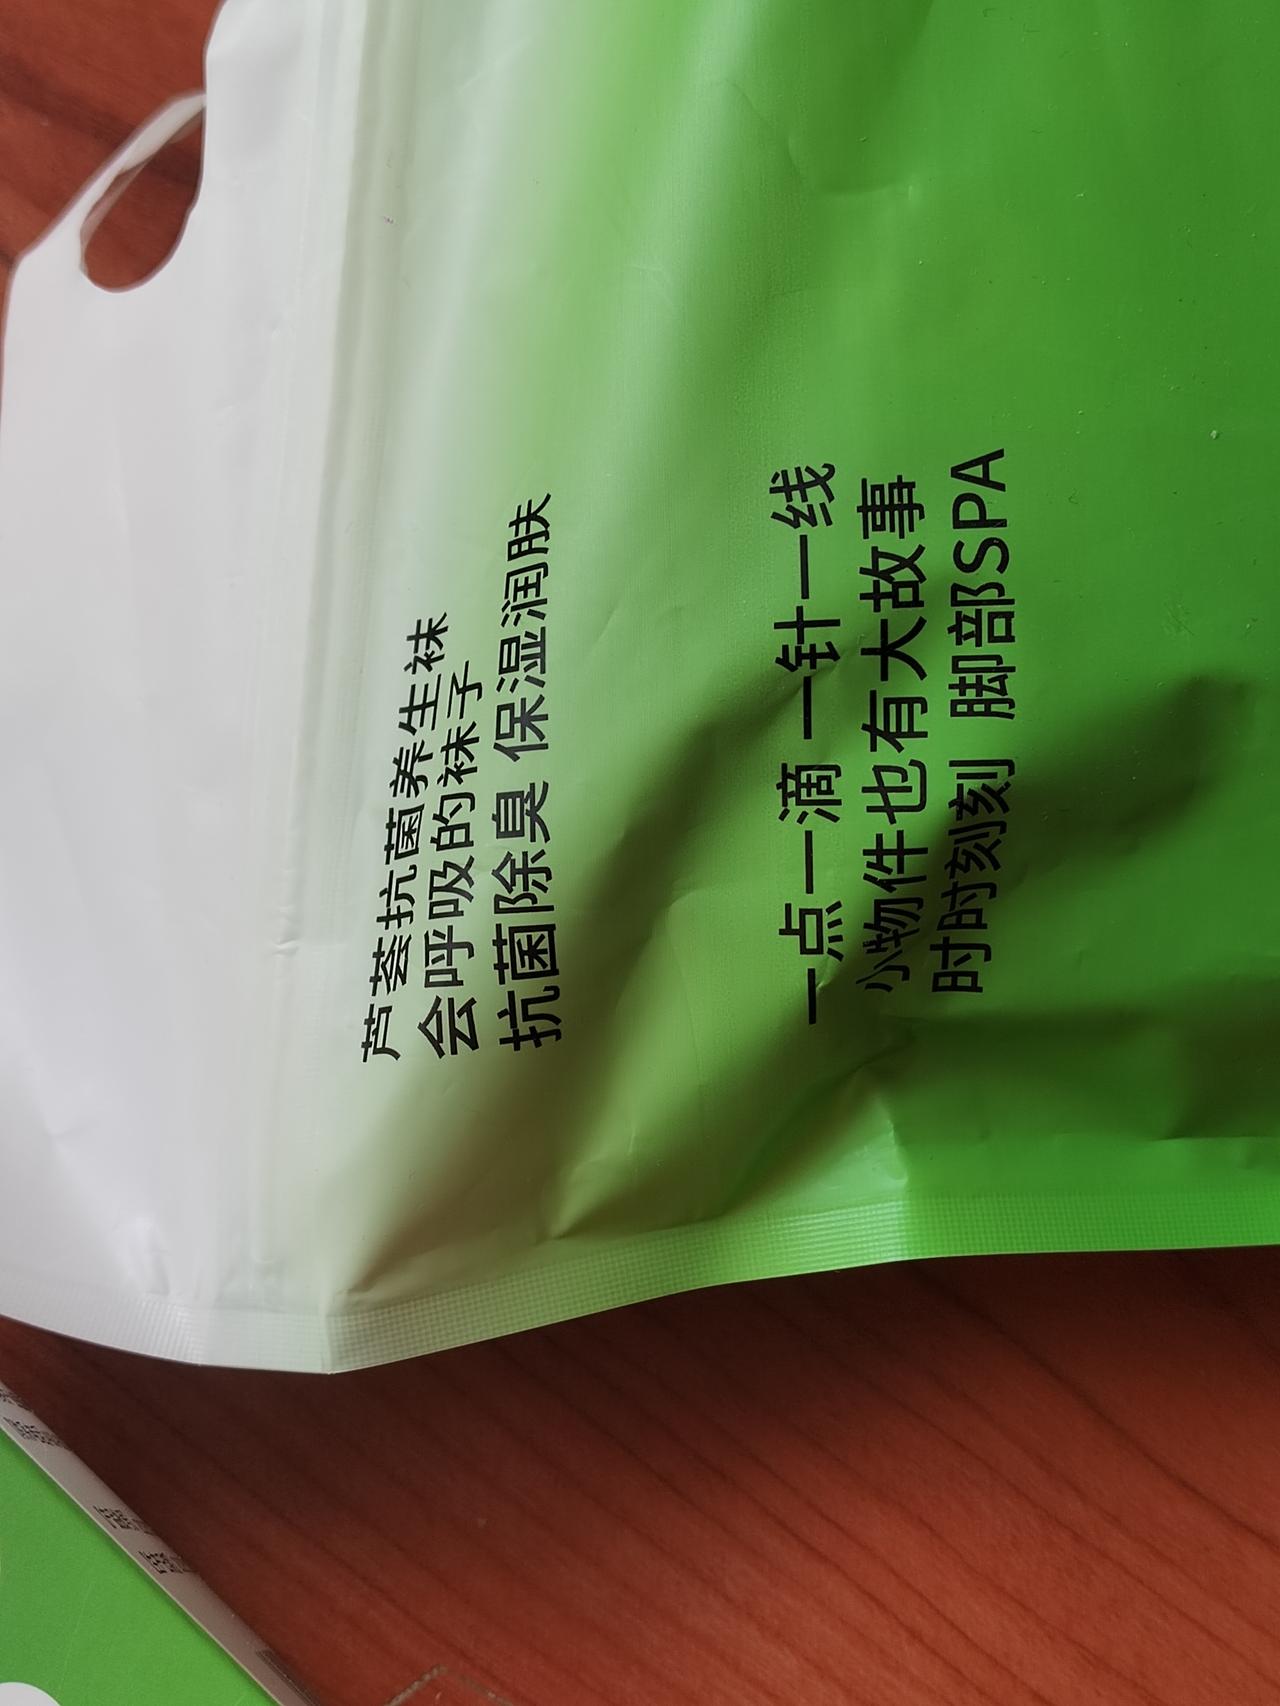 芦荟抗菌养生袜
会呼吸的袜子
抗菌除臭 保湿润肤
一点一滴 一针一线
小物件也有大故事
时时刻刻 脚部SPA